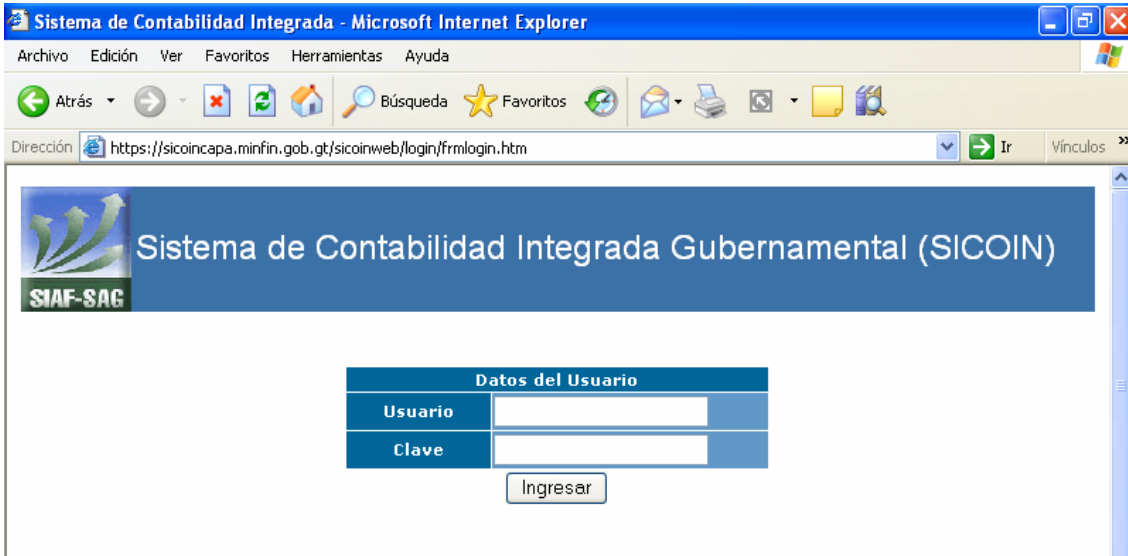 Sistema de Contabilidad Integrada - Microsoft Internet Explorer
Archivo Edición Ver Favoritos Herramientas Ayuda
Atrás Búsqueda Favoritos
Dirección https://sicoincapa.minfin.gob.gt/sicoinweb/login/frmlogin.htm Ir Vínculos »
Sistema de Contabilidad Integrada Gubernamental (SICOIN)
SIAF-SAG
Datos del Usuario
Usuario
Clave
Ingresar